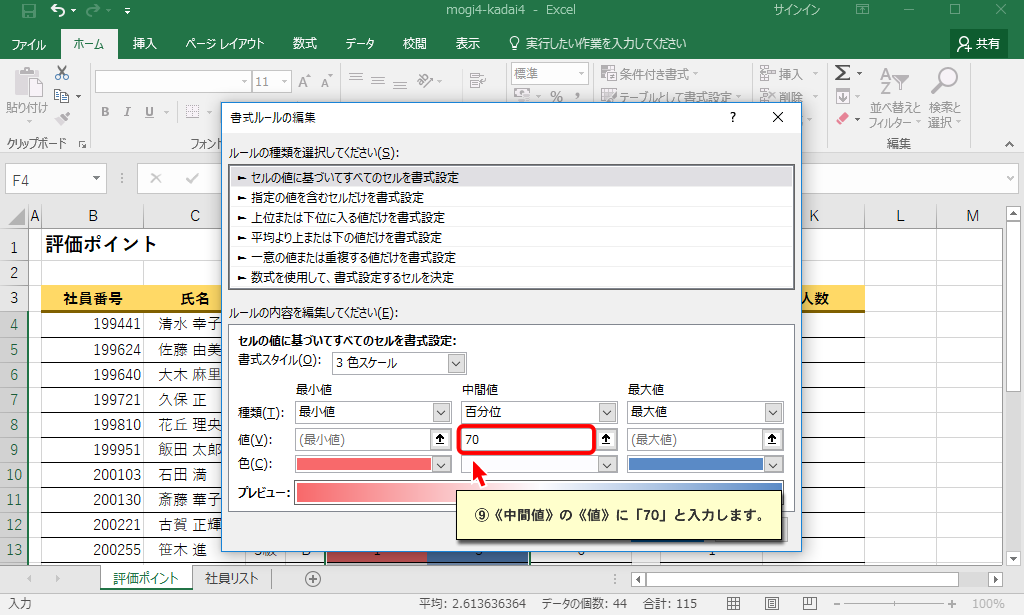 mogi4-kadai4 - Excel
サインイン
ファイル ホーム 挿入 ページ レイアウト 数式 データ 校閲 表示 実行したい作業を入力してください 共有
貼り付け
クリップボード
11
B I U
フォント
標準
%
条件付き書式
テーブルとして書式設定
挿入
削除
並べ替えと
フィルター
検索と
選択
編集
F4
A B C K L M
1 評価ポイント
2
3 社員番号 氏名 人数
4 199441 清水 幸子
5 199624 佐藤 由美
6 199640 大木 麻里
7 199721 久保 正
8 199810 花丘 理央
9 199951 飯田 太郎
10 200103 石田 満
11 200130 斎藤 華子
12 200221 古賀 正輝
13 200255 笹木 進
書式ルールの編集 ?
ルールの種類を選択してください(S):
► セルの値に基づいてすべてのセルを書式設定
► 指定の値を含むセルだけを書式設定
► 上位または下位に入る値だけを書式設定
► 平均より上または下の値だけを書式設定
► 一意の値または重複する値だけを書式設定
► 数式を使用して、書式設定するセルを決定
ルールの内容を編集してください(E):
セルの値に基づいてすべてのセルを書式設定:
書式スタイル(O): 3 色スケール
最小値 中間値 最大値
種類(T): 最小値 百分位 最大値
値(V): (最小値) 70 (最大値)
色(C):
プレビュー:
⑨《中間値》の《値》に「70」と入力します。
評価ポイント 社員リスト
入力 平均: 2.613636364 データの個数: 44 合計: 115 100%